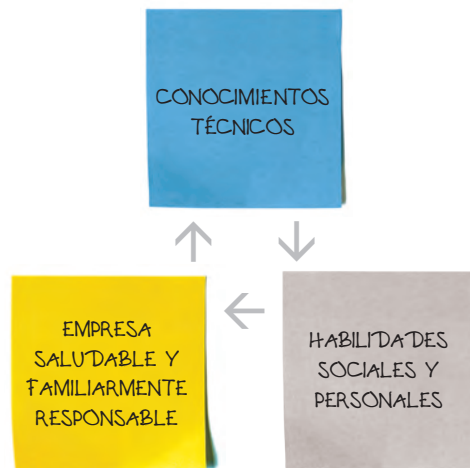 CONOCIMIENTOS
TÉCNICOS
EMPRESA
SALUDABLE Y
FAMILIARMENTE
RESPONSABLE
HABILIDADES
SOCIALES Y
PERSONALES